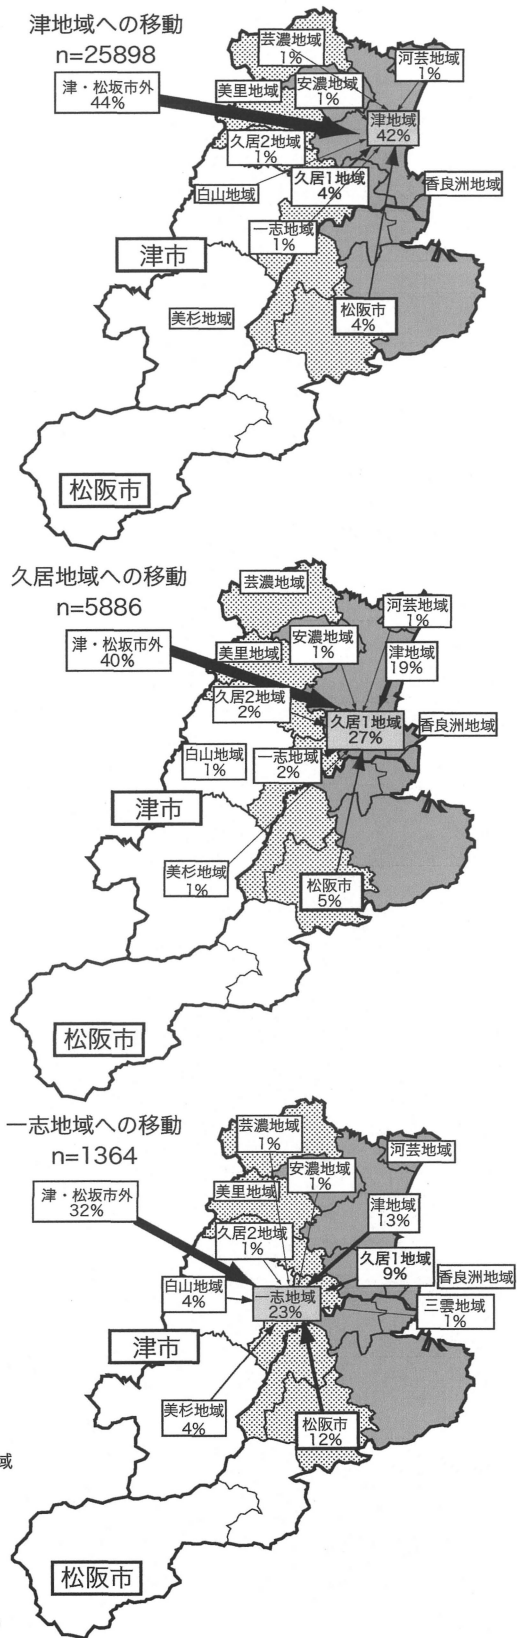 津地域への移動
n=25898
芸濃地域
1%
河芸地域
1%
津・松坂市外
44%
美里地域
安濃地域
1%
津地域
42%
久居2地域
1%
久居1地域
4%
白山地域
香良洲地域
一志地域
1%
津市
美杉地域
松阪市
4%
松阪市
久居地域への移動
n=5886
芸濃地域
河芸地域
1%
津・松坂市外
40%
美里地域
安濃地域
1%
津地域
19%
久居2地域
2%
久居1地域
27%
香良洲地域
白山地域
1%
一志地域
2%
津市
美杉地域
1%
松阪市
5%
松阪市
一志地域への移動
n=1364
芸濃地域
1%
河芸地域
安濃地域
1%
美里地域
津・松坂市外
32%
津地域
13%
久居2地域
1%
久居1地域
9%
香良洲地域
白山地域
4%
一志地域
23%
三雲地域
1%
津市
美杉地域
4%
松阪市
12%
域
松阪市